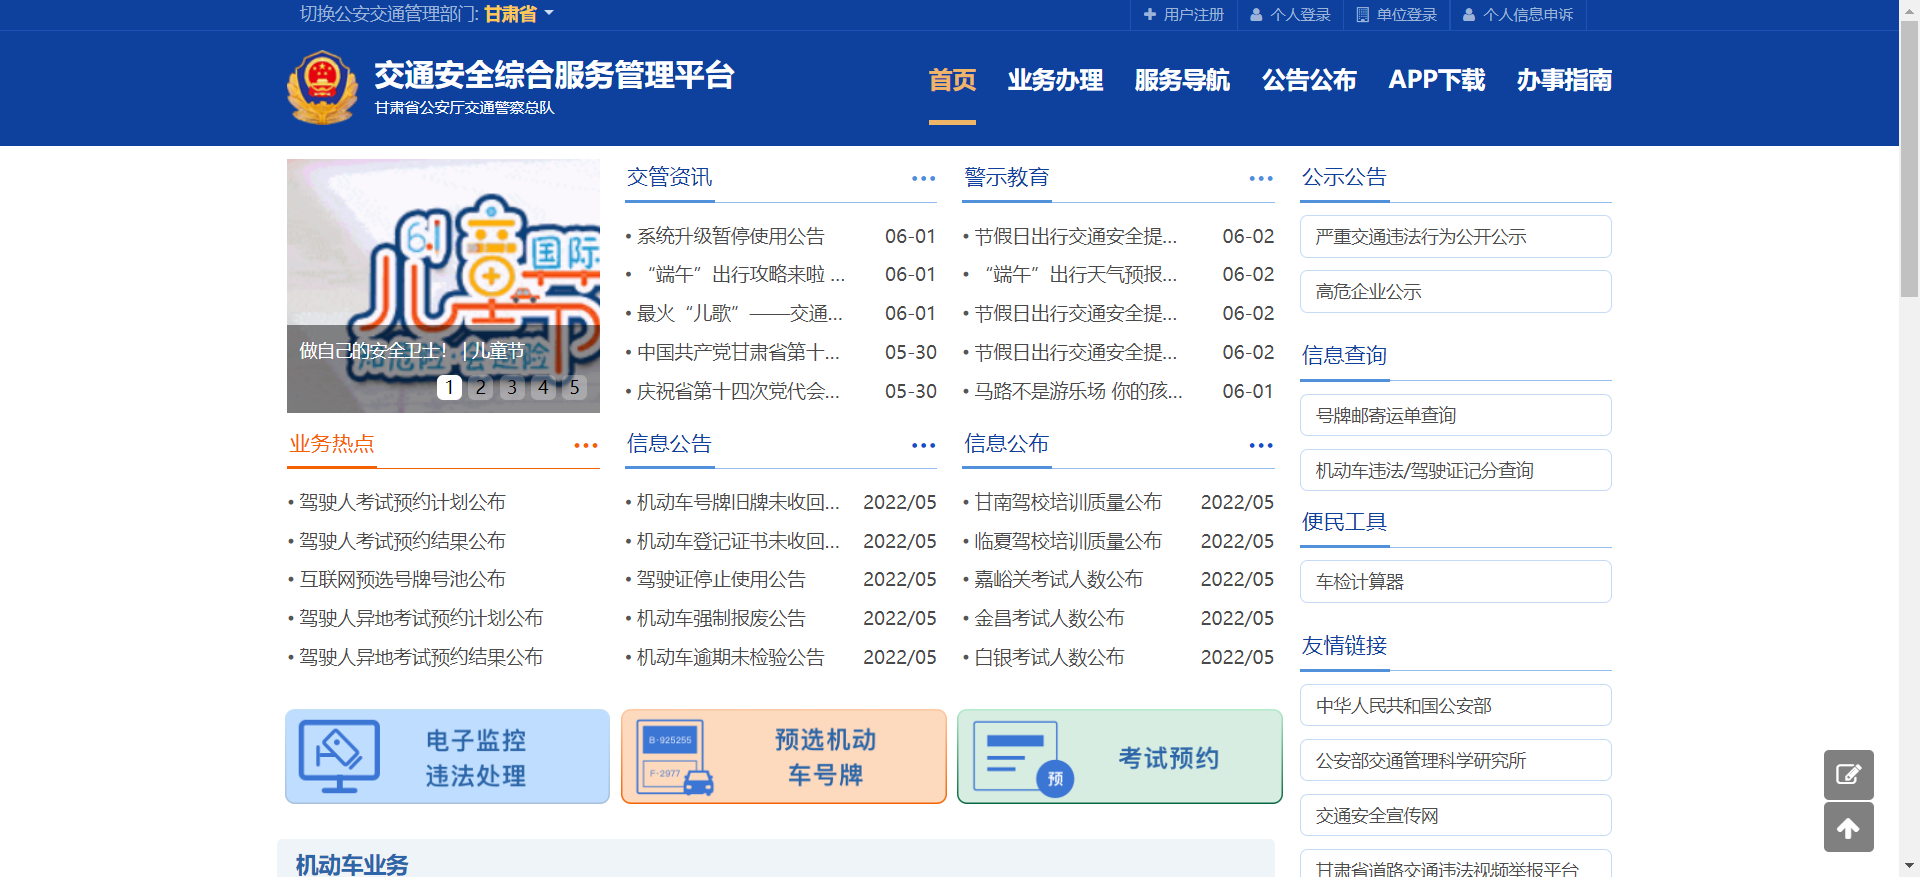 切换公安交通管理部门: 甘肃省
用户注册
个人登录
单位登录
个人信息申诉
交通安全综合服务管理平台
甘肃省公安厅交通警察总队
首页
业务办理
服务导航
公告公布
APP下载
办事指南
6.1
儿童节
国际
做自己的安全卫士！ | 儿童节
1 2 3 4 5
交管资讯
• 系统升级暂停使用公告 06-01
• “端午”出行攻略来啦 ... 06-01
• 最火“儿歌”——交通... 06-01
• 中国共产党甘肃省第十... 05-30
• 庆祝省第十四次党代会... 05-30
警示教育
• 节假日出行交通安全提... 06-02
• “端午”出行天气预报... 06-02
• 节假日出行交通安全提... 06-02
• 节假日出行交通安全提... 06-02
• 马路不是游乐场 你的孩... 06-01
公示公告
严重交通违法行为公开公示
高危企业公示
信息查询
号牌邮寄运单查询
机动车违法/驾驶证记分查询
便民工具
车检计算器
友情链接
中华人民共和国公安部
公安部交通管理科学研究所
交通安全宣传网
甘肃省道路交通违法视频举报平台
业务热点
• 驾驶人考试预约计划公布
• 驾驶人考试预约结果公布
• 互联网预选号牌号池公布
• 驾驶人异地考试预约计划公布
• 驾驶人异地考试预约结果公布
信息公告
• 机动车号牌旧牌未收回... 2022/05
• 机动车登记证书未收回... 2022/05
• 驾驶证停止使用公告 2022/05
• 机动车强制报废公告 2022/05
• 机动车逾期未检验公告 2022/05
信息公布
• 甘南驾校培训质量公布 2022/05
• 临夏驾校培训质量公布 2022/05
• 嘉峪关考试人数公布 2022/05
• 金昌考试人数公布 2022/05
• 白银考试人数公布 2022/05
电子监控
违法处理
B-925255
F-2977
预选机动
车号牌
预
考试预约
机动车业务